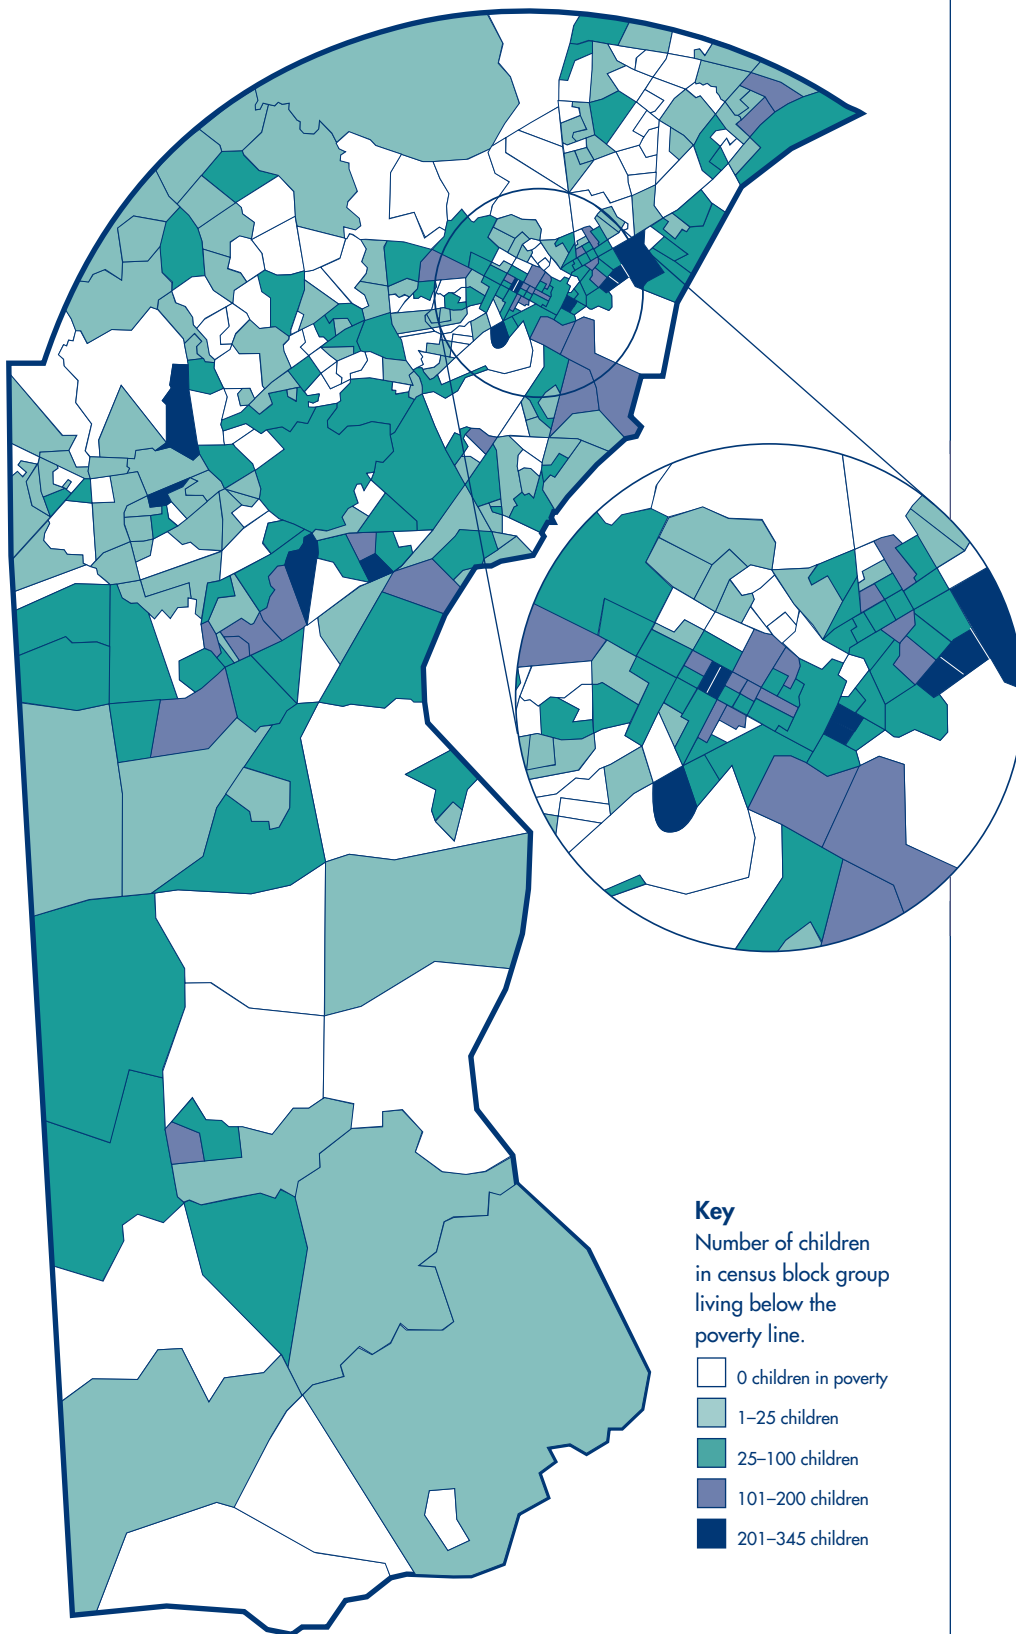 Key
Number of children
in census block group
living below the
poverty line.
0 children in poverty
1–25 children
25–100 children
101–200 children
201–345 children